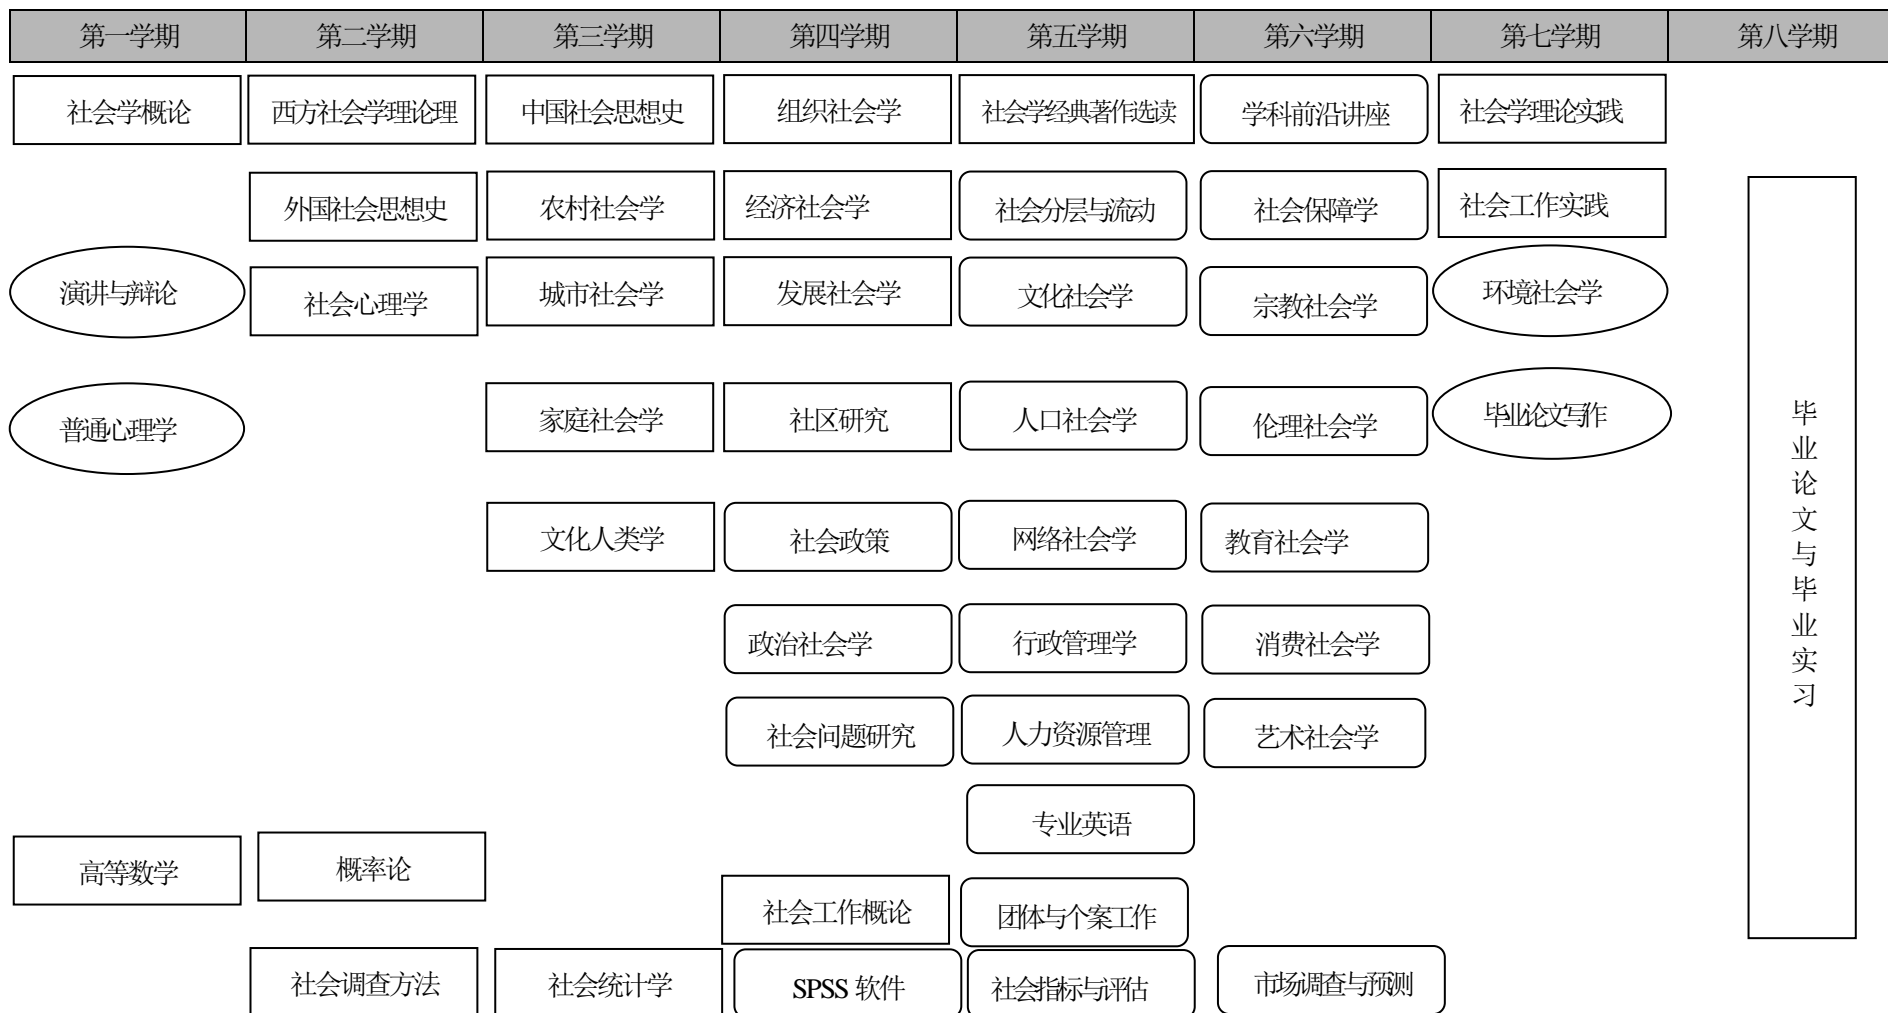 第一学期 第二学期 第三学期 第四学期 第五学期 第六学期 第七学期 第八学期
社会学概论 西方社会学理论理 中国社会思想史 组织社会学 社会学经典著作选读 学科前沿讲座 社会学理论实践
外国社会思想史 农村社会学 经济社会学 社会分层与流动 社会保障学 社会工作实践
演讲与辩论 社会心理学 城市社会学 发展社会学 文化社会学 宗教社会学 环境社会学
普通心理学 家庭社会学 社区研究 人口社会学 伦理社会学 毕业论文写作
文化人类学 社会政策 网络社会学 教育社会学
政治社会学 行政管理学 消费社会学
社会问题研究 人力资源管理 艺术社会学
专业英语
高等数学 概率论
社会工作概论 团体与个案工作
社会调查方法 社会统计学 SPSS 软件 社会指标与评估 市场调查与预测
毕业论文与毕业实习